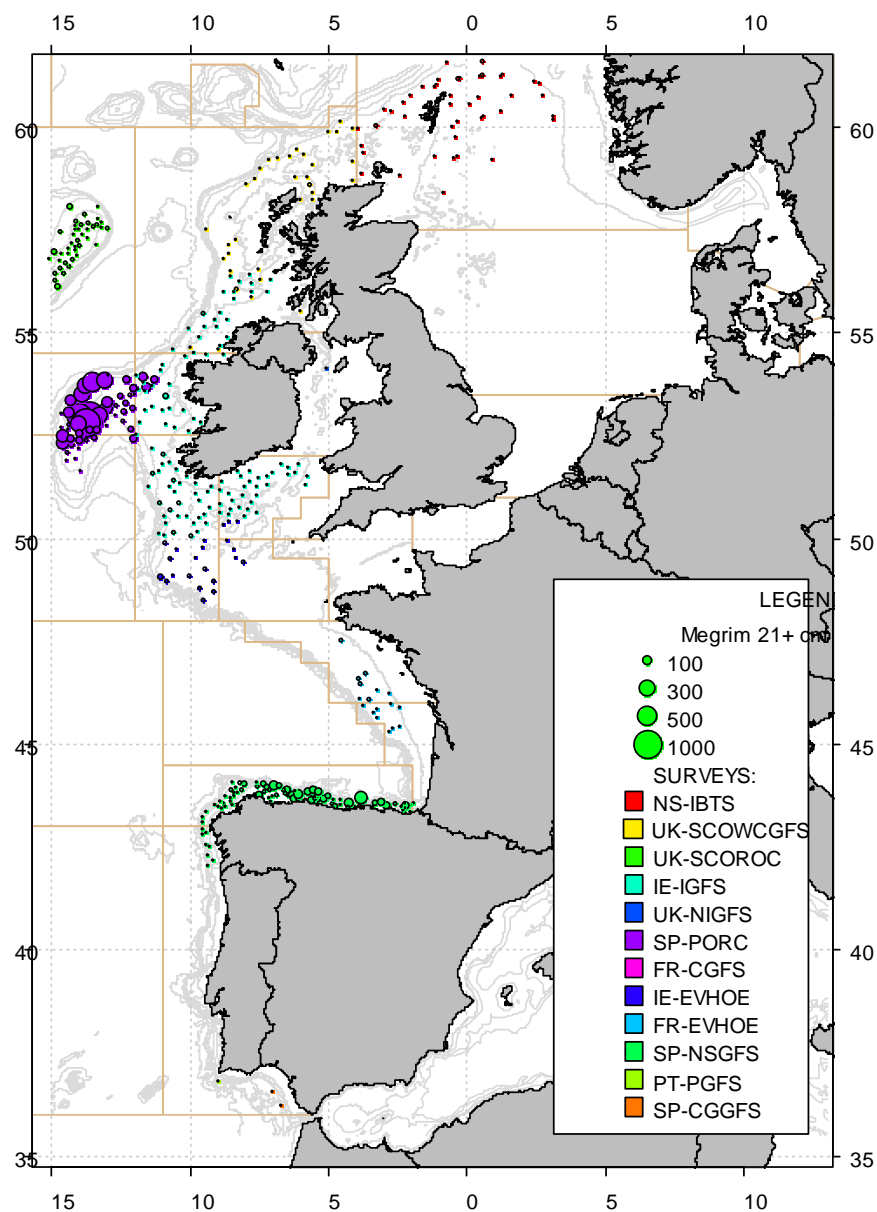 15 10 5 0 5 10
60 60
55 55
50 50
LEGEN
Megrim 21+ cm
100
300
500
1000
45 45
SURVEYS:
NS-IBTS
UK-SCOWCGFS
UK-SCOROC
IE-IGFS
UK-NIGFS
40 40
SP-PORC
FR-CGFS
IE-EVHOE
FR-EVHOE
SP-NSGFS
PT-PGFS
SP-CGGFS
35 35
15 10 5 0 5 10